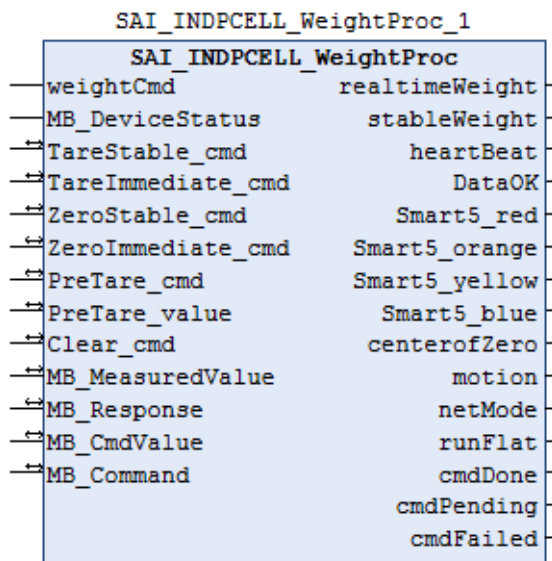 SAI_INDPCELL_WeightProc_1
SAI_INDPCELL_WeightProc
weightCmd realtimeWeight
MB_DeviceStatus stableWeight
TareStable_cmd heartBeat
TareImmediate_cmd DataOK
ZeroStable_cmd Smart5_red
ZeroImmediate_cmd Smart5_orange
PreTare_cmd Smart5_yellow
PreTare_value Smart5_blue
Clear_cmd centerofZero
MB_MeasuredValue motion
MB_Response netMode
MB_CmdValue runFlat
MB_Command cmdDone
cmdPending
cmdFailed